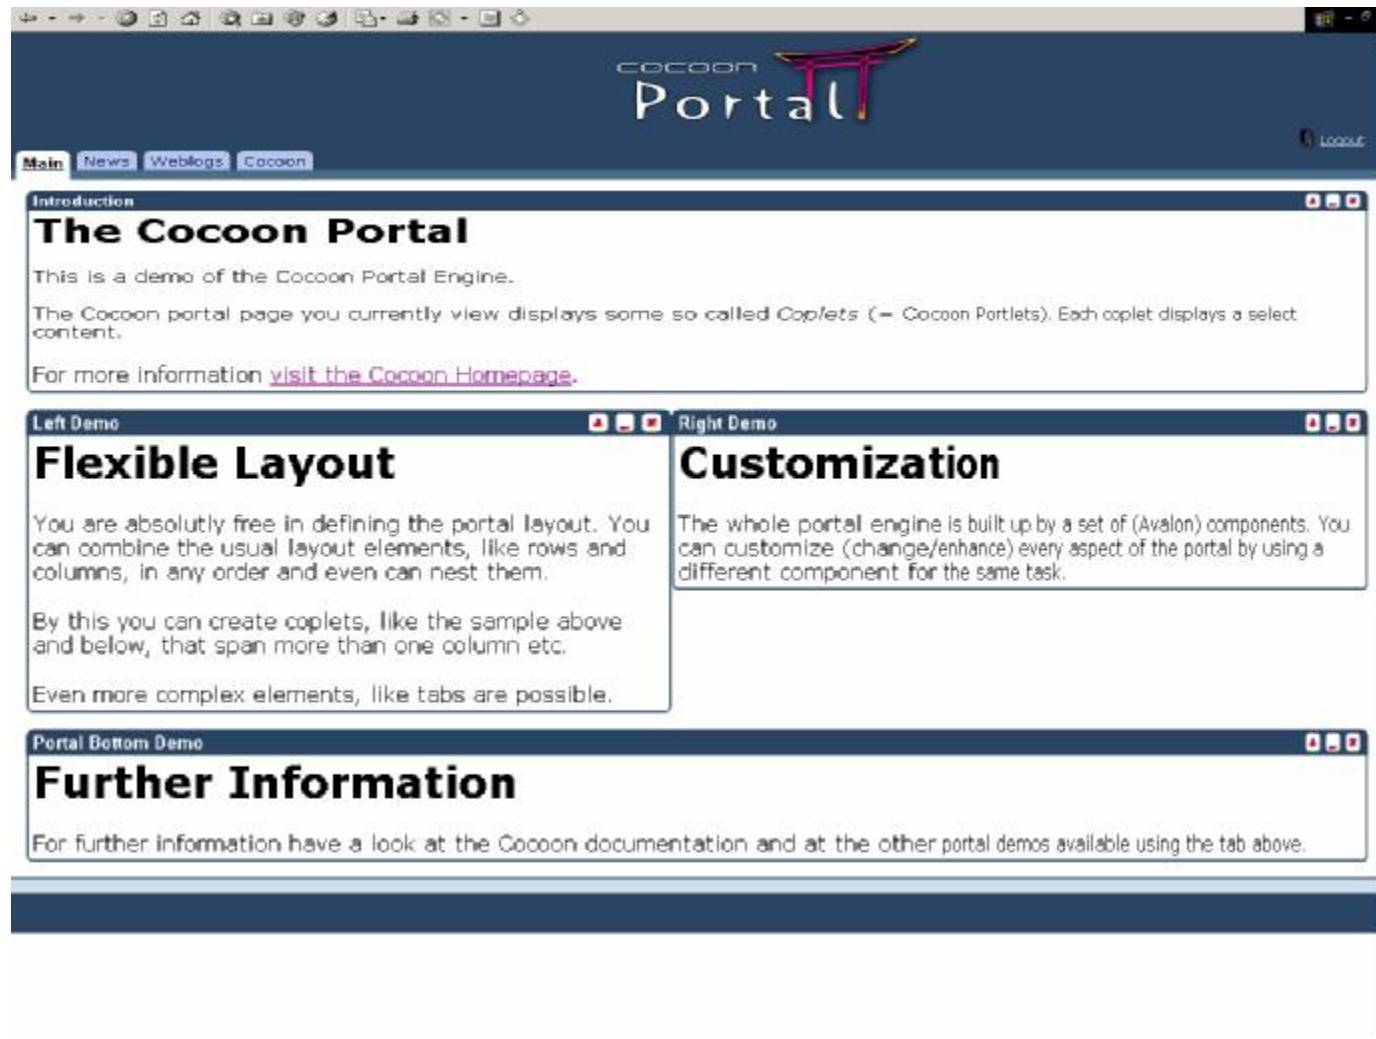 cocoon
Portal
Logout
Main News Weblogs Cocoon
Introduction
The Cocoon Portal
This is a demo of the Cocoon Portal Engine.
The Cocoon portal page you currently view displays some so called Coplets (= Cocoon Portlets). Each coplet displays a select
content.
For more information visit the Cocoon Homepage.
Left Demo
Flexible Layout
You are absolutly free in defining the portal layout. You
can combine the usual layout elements, like rows and
columns, in any order and even can nest them.
By this you can create coplets, like the sample above
and below, that span more than one column etc.
Even more complex elements, like tabs are possible.
Right Demo
Customization
The whole portal engine is built up by a set of (Avalon) components. You
can customize (change/enhance) every aspect of the portal by using a
different component for the same task.
Portal Bottom Demo
Further Information
For further information have a look at the Cocoon documentation and at the other portal demos available using the tab above.